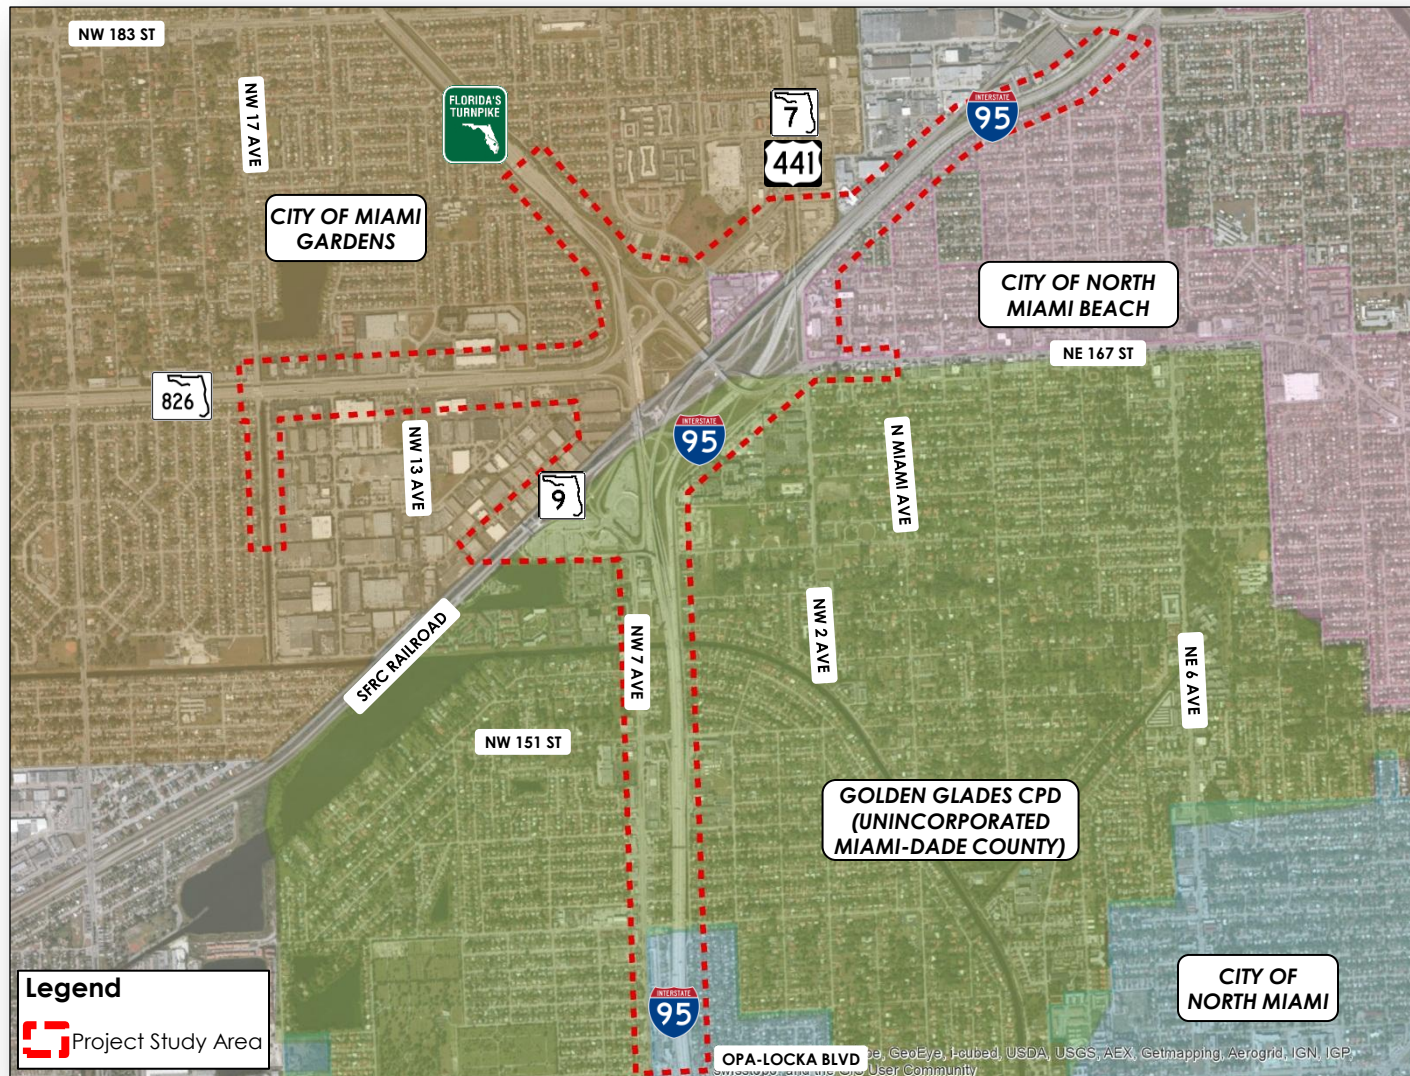 NW 183 ST
NW 17 AVE
FLORIDA'S
TURNPIKE
7
441
INTERSTATE
95
CITY OF MIAMI
GARDENS
CITY OF NORTH
MIAMI BEACH
NE 167 ST
826
NW 13 AVE
INTERSTATE
95
N MIAMI AVE
9
SFRC RAILROAD
NW 7 AVE
NW 2 AVE
NE 6 AVE
NW 151 ST
GOLDEN GLADES CPD
(UNINCORPORATED
MIAMI-DADE COUNTY)
CITY OF
NORTH MIAMI
INTERSTATE
95
Legend
Project Study Area
OPA-LOCKA BLVD
GeoEye, i-cubed, USDA, USGS, AEX, Getmapping, Aerogrid, IGN, IGP,
swisstopo, and the GIS User Community